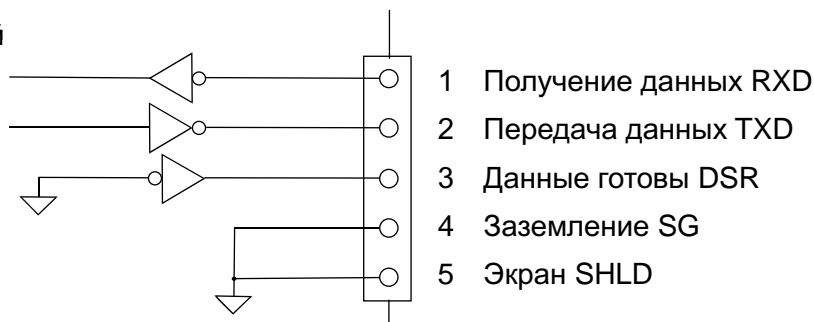 1 Получение данных RXD
2 Передача данных TXD
3 Данные готовы DSR
4 Заземление SG
5 Экран SHLD